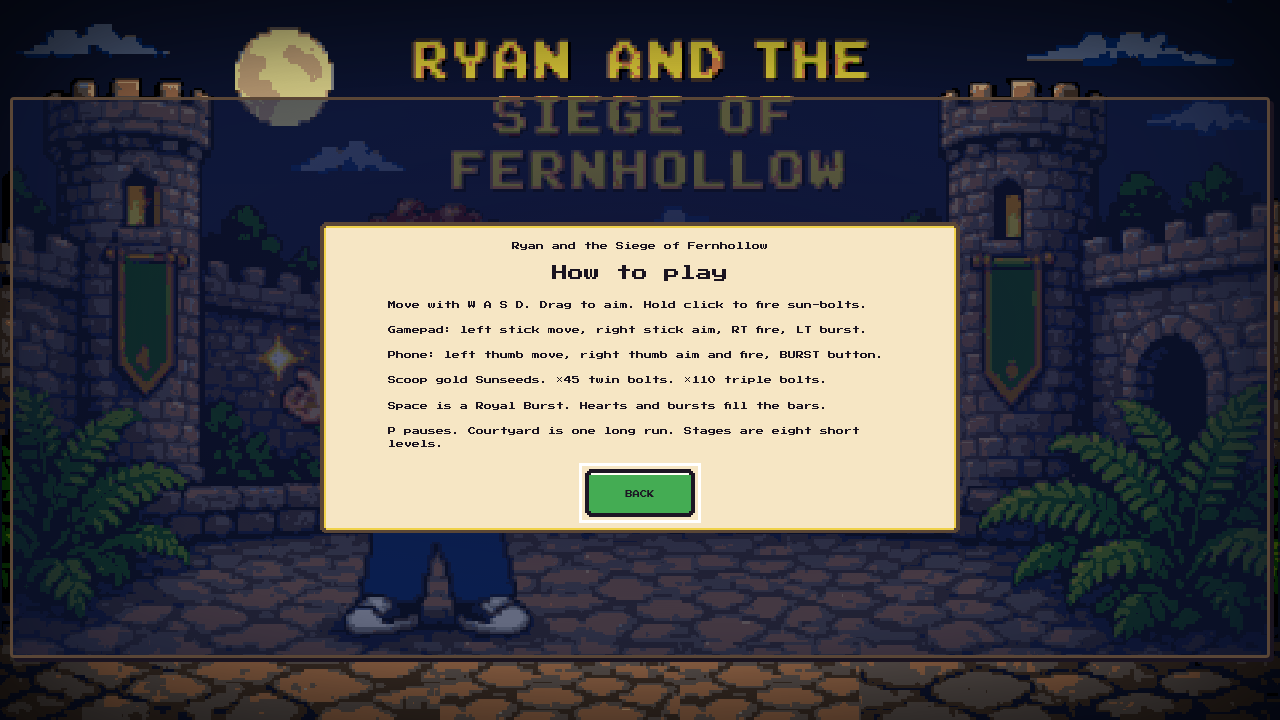 RYAN AND THE
SIEGE OF
FERNHOLLOW
Ryan and the Siege of Fernhollow
How to play
Move with W A S D. Drag to aim. Hold click to fire sun-bolts.
Gamepad: left stick move, right stick aim, RT fire, LT burst.
Phone: left thumb move, right thumb aim and fire, BURST button.
Scoop gold Sunseeds. ×45 twin bolts. ×110 triple bolts.
Space is a Royal Burst. Hearts and bursts fill the bars.
P pauses. Courtyard is one long run. Stages are eight short
levels.
BACK